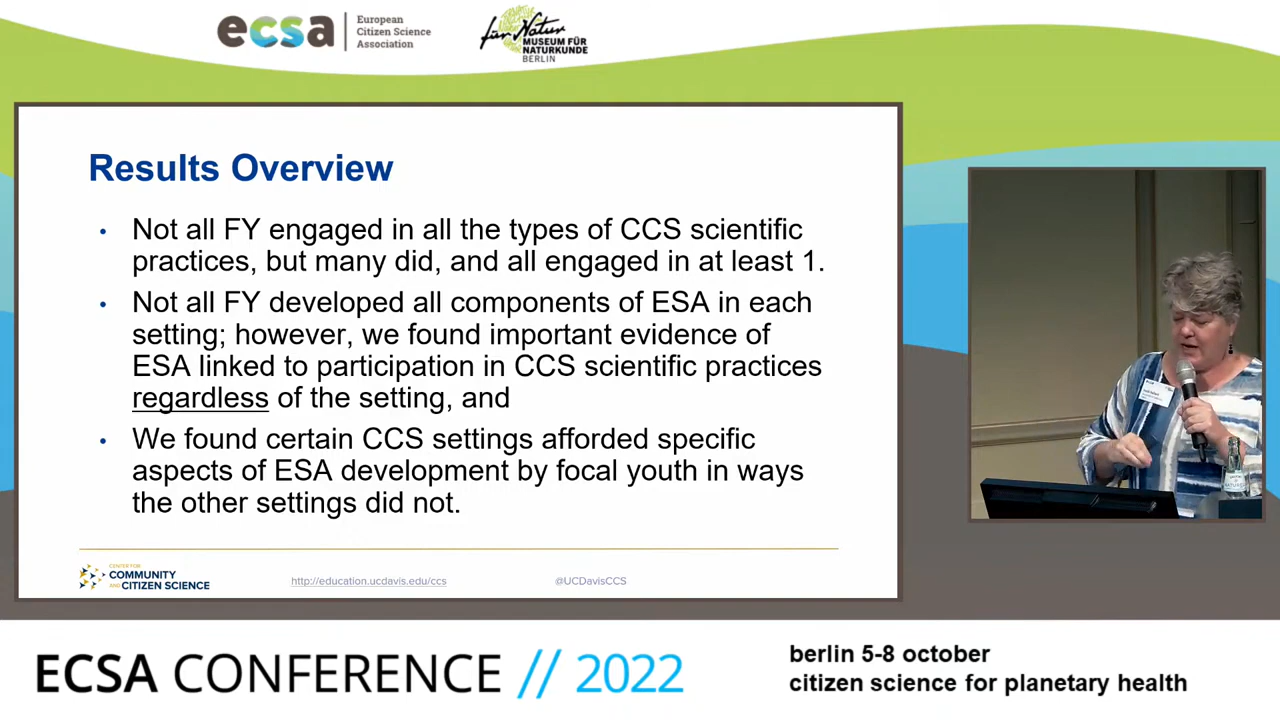 ecsa
European
Citizen Science
Association
für Natur
MUSEUM FÜR
NATURKUNDE
BERLIN
Results Overview
• Not all FY engaged in all the types of CCS scientific
practices, but many did, and all engaged in at least 1.
• Not all FY developed all components of ESA in each
setting; however, we found important evidence of
ESA linked to participation in CCS scientific practices
regardless of the setting, and
• We found certain CCS settings afforded specific
aspects of ESA development by focal youth in ways
the other settings did not.
CENTER FOR
COMMUNITY
AND CITIZEN SCIENCE
http://education.ucdavis.edu/ccs
@UCDavisCCS
ECSA CONFERENCE // 2022
berlin 5-8 october
citizen science for planetary health